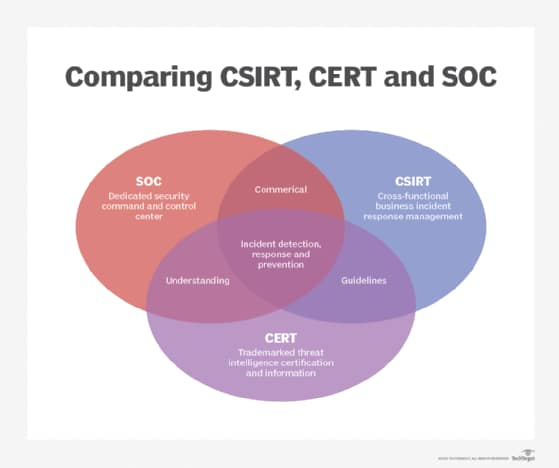 Comparing CSIRT, CERT and SOC
SOC
Dedicated security
command and control
center
Commerical
CSIRT
Cross-functional
business incident
response management
Incident detection,
response and
prevention
Understanding
Guidelines
CERT
Trademarked threat
intelligence certification
and information
TechTarget